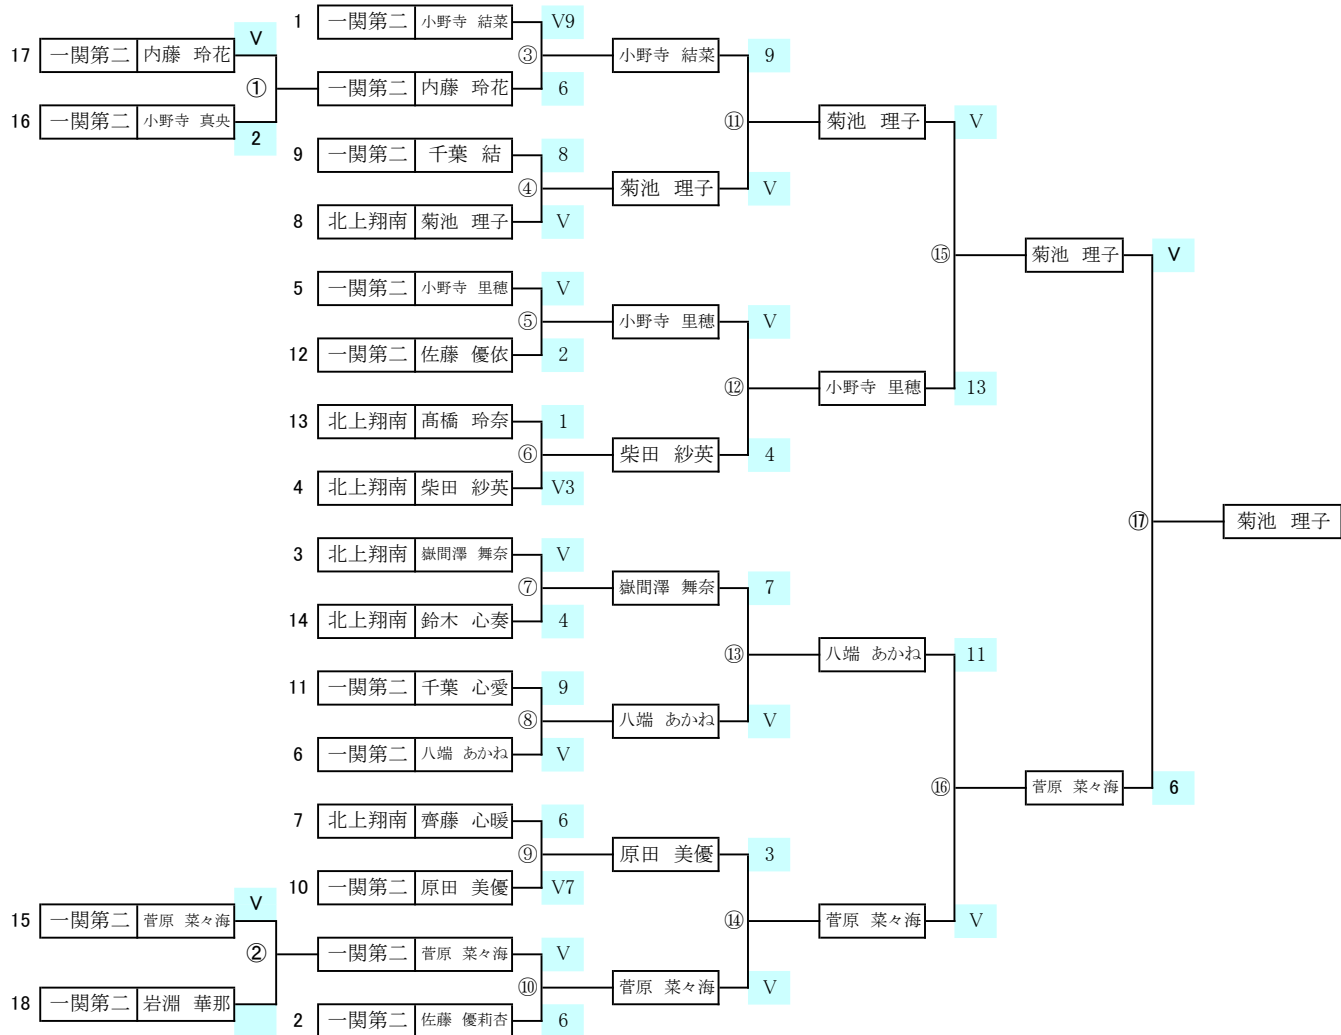 1 一関第二 小野寺 結菜 V9
17 一関第二 内藤 玲花 V
③ 小野寺 結菜 9
① 一関第二 内藤 玲花 6
16 一関第二 小野寺 真央 2
⑪ 菊池 理子 V
9 一関第二 千葉 結 8
④ 菊池 理子 V
8 北上翔南 菊池 理子 V
⑮ 菊池 理子 V
5 一関第二 小野寺 里穂 V
⑤ 小野寺 里穂 V
12 一関第二 佐藤 優依 2
⑫ 小野寺 里穂 13
13 北上翔南 髙橋 玲奈 1
⑥ 柴田 紗英 4
4 北上翔南 柴田 紗英 V3
⑰ 菊池 理子
3 北上翔南 嶽間澤 舞奈 V
⑦ 嶽間澤 舞奈 7
14 北上翔南 鈴木 心奏 4
⑬ 八端 あかね 11
11 一関第二 千葉 心愛 9
⑧ 八端 あかね V
6 一関第二 八端 あかね V
⑯ 菅原 菜々海 6
7 北上翔南 齊藤 心暖 6
⑨ 原田 美優 3
10 一関第二 原田 美優 V7
15 一関第二 菅原 菜々海 V
⑭ 菅原 菜々海 V
② 一関第二 菅原 菜々海 V
⑩ 菅原 菜々海 V
18 一関第二 岩淵 華那
2 一関第二 佐藤 優莉杏 6